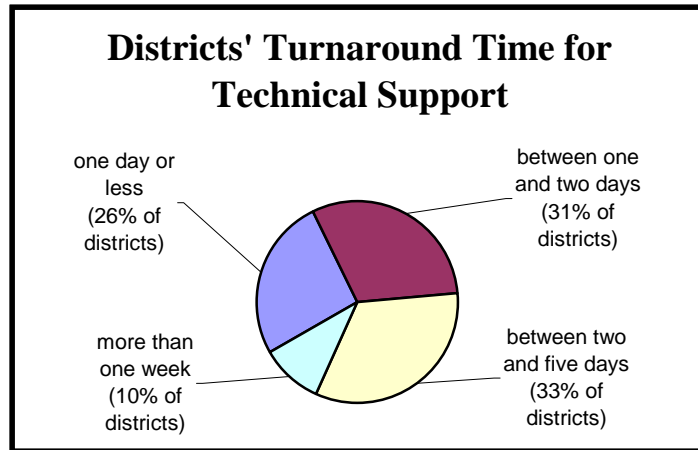 Districts' Turnaround Time for
Technical Support
one day or
less
(26% of
districts)
between one
and two days
(31% of
districts)
more than
one week
(10% of
districts)
between two
and five days
(33% of
districts)